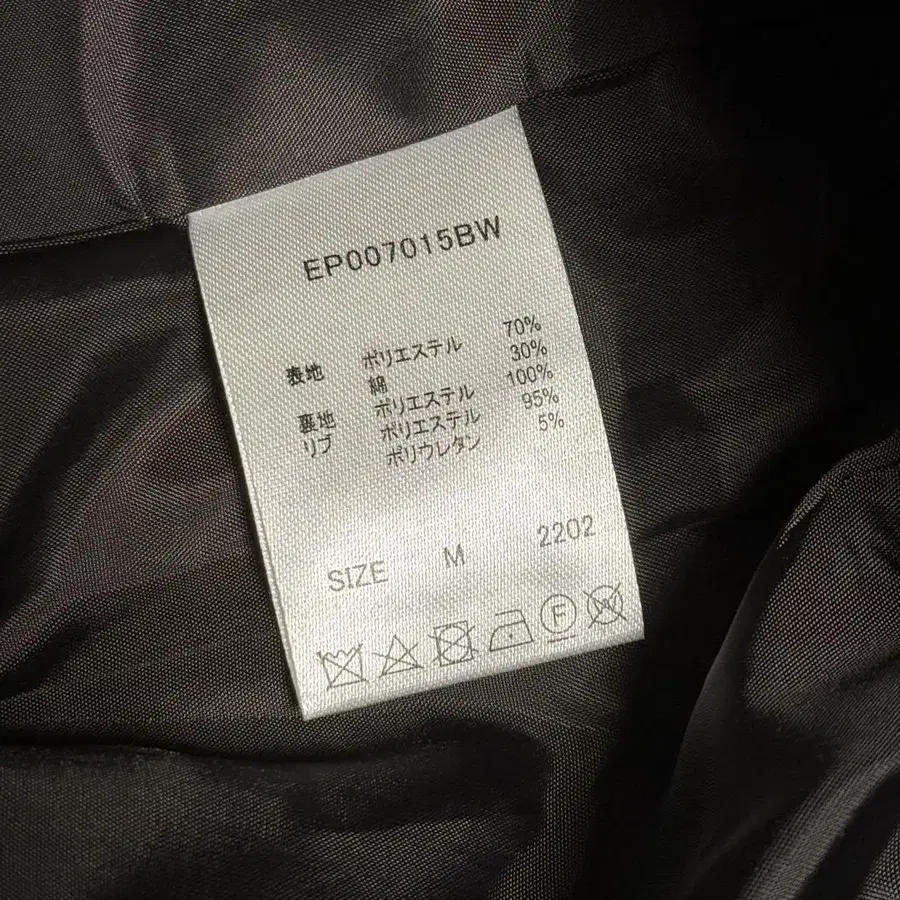 EP007015BW
表地 ポリエステル 70%
綿 30%
裏地 ポリエステル 100%
リブ ポリエステル 95%
ポリウレタン 5%
SIZE M 2202
F W